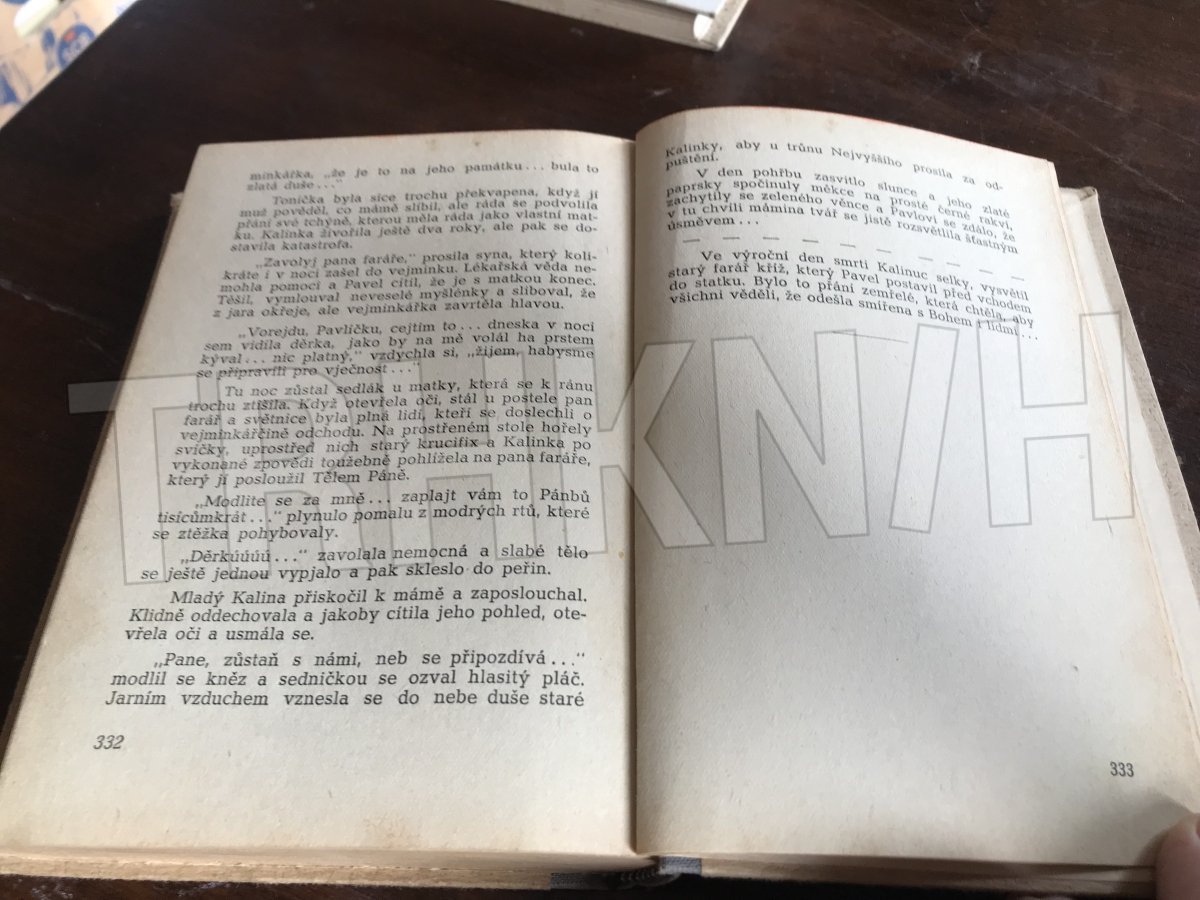 minkářka, „že je to na jeho památku... bula to
zlatá duše..."
Tonička byla sice trochu překvapena, když jí
muž pověděl, co mámě slíbil, ale ráda se podvolila
přání své tchýně, kterou měla ráda jako vlastní mat-
ku. Kalinka živořila ještě dva roky, ale pak se do-
stavila katastrofa.
„Zavolyj pana faráře," prosila syna, který koli-
kráte i v noci zašel do vejminku. Lékařská věda ne-
mohla pomoci a Pavel cítil, že je s matkou konec.
Těšil, vymlouval neveselé myšlénky a sliboval, že
z jara okřeje, ale vejminkářka zavrtěla hlavou.
„Vorejdu, Pavlíčku, cejtim to... dneska v noci
sem vidila děrka, jako by na mě volál ha prstem
kýval... nic platný," vzdychla si, „žijem, habysme
se připravili pro vječnost..."
Tu noc zůstal sedlák u matky, která se k ránu
trochu ztišila. Když otevřela oči, stál u postele pan
farář a světnice byla plná lidí, kteří se doslechli o
vejminkářčině odchodu. Na prostřeném stole hořely
svíčky, uprostřed nich starý krucifix a Kalinka po
vykonané zpovědi toužebně pohlížela na pana faráře,
který jí posloužil Tělem Páně.
„Modlite se za mně... zaplajt vám to Pánbů
tisícůmkrát..." plynulo pomalu z modrých rtů, které
se ztěžka pohybovaly.
„Děrkúúúú..." zavolala nemocná a slabé tělo
se ještě jednou vypjalo a pak skleslo do peřin.
Mladý Kalina přiskočil k mámě a zaposlouchal.
Klidně oddechovala a jakoby cítila jeho pohled, ote-
vřela oči a usmála se.
„Pane, zůstaň s námi, neb se připozdívá..."
modlil se kněz a sedničkou se ozval hlasitý pláč.
Jarním vzduchem vznesla se do nebe duše staré
332
Kalinky, aby u trůnu Nejvyššího prosila za od-
puštění.
V den pohřbu zasvitlo slunce a jeho zlaté
paprsky spočinuly měkce na prosté černé rakvi,
zachytily se zeleného věnce a Pavlovi se zdálo, že
v tu chvíli mámina tvář se jistě rozsvětlila šťastným
úsměvem...
Ve výroční den smrti Kalinuc selky, vysvětil
starý farář kříž, který Pavel postavil před vchodem
do statku. Bylo to přání zemřelé, která chtěla, aby
všichni věděli, že odešla smířena s Bohem i lidmi...
333
TRHKNIH